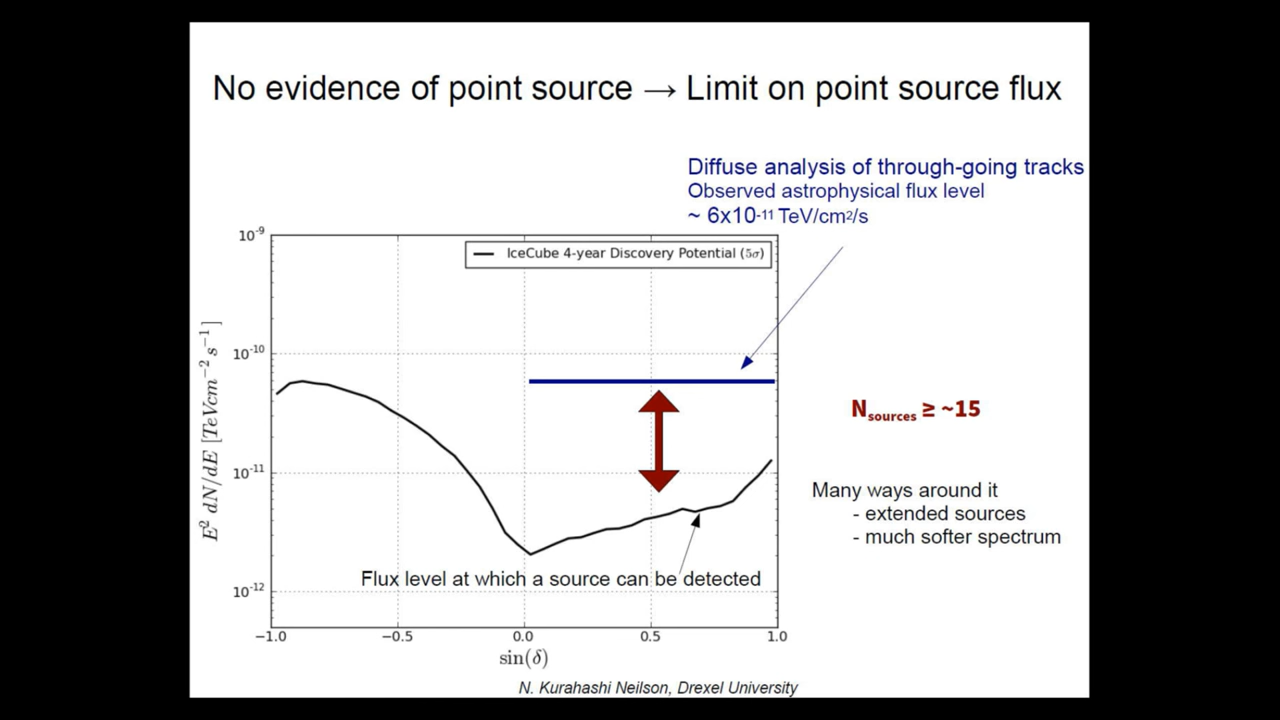 No evidence of point source → Limit on point source flux
Diffuse analysis of through-going tracks
Observed astrophysical flux level
~ 6x10-11 TeV/cm2/s
IceCube 4-year Discovery Potential (5σ)
10-9
10-10
10-11
10-12
E2 dN/dE [TeVcm−2 s−1]
Nsources ≥ ~15
Many ways around it
- extended sources
- much softer spectrum
Flux level at which a source can be detected
−1.0 −0.5 0.0 0.5 1.0
sin(δ)
N. Kurahashi Neilson, Drexel University